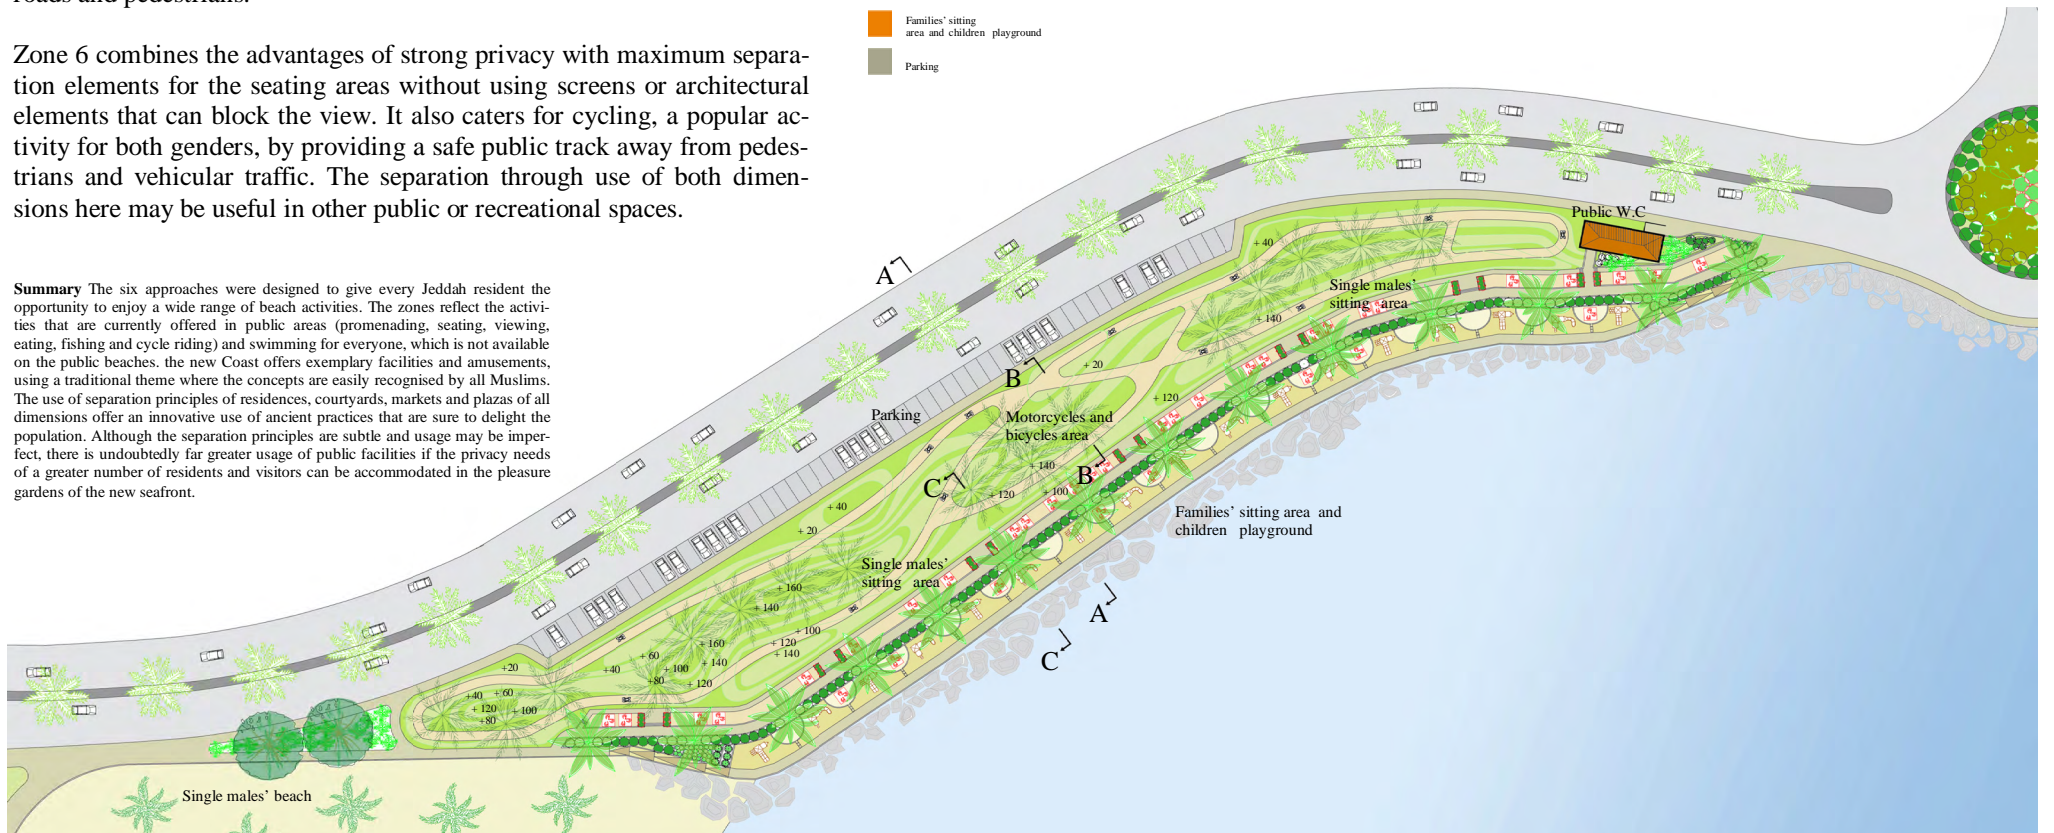 roads and pedestrians.
Zone 6 combines the advantages of strong privacy with maximum separa-
tion elements for the seating areas without using screens or architectural
elements that can block the view. It also caters for cycling, a popular ac-
tivity for both genders, by providing a safe public track away from pedes-
trians and vehicular traffic. The separation through use of both dimen-
sions here may be useful in other public or recreational spaces.
Summary The six approaches were designed to give every Jeddah resident the
opportunity to enjoy a wide range of beach activities. The zones reflect the activi-
ties that are currently offered in public areas (promenading, seating, viewing,
eating, fishing and cycle riding) and swimming for everyone, which is not available
on the public beaches. the new Coast offers exemplary facilities and amusements,
using a traditional theme where the concepts are easily recognised by all Muslims.
The use of separation principles of residences, courtyards, markets and plazas of all
dimensions offer an innovative use of ancient practices that are sure to delight the
population. Although the separation principles are subtle and usage may be imper-
fect, there is undoubtedly far greater usage of public facilities if the privacy needs
of a greater number of residents and visitors can be accommodated in the pleasure
gardens of the new seafront.
Families' sitting
area and children playground
Parking
Public W.C
+ 40
A
Single males'
sitting area
+ 140
+ 20
B
+ 120
Parking
Motorcycles and
bicycles area
+ 140
B
C
+ 120
+ 100
+ 40
Families' sitting area and
children playground
+ 20
Single males'
sitting area
+ 160
A
+ 140
+ 100
+ 160
+ 120
+ 140
C
+ 60
+20
+40
+ 100
+ 140
+80
+ 120
+40
+ 60
+ 120
+ 100
+80
Single males' beach